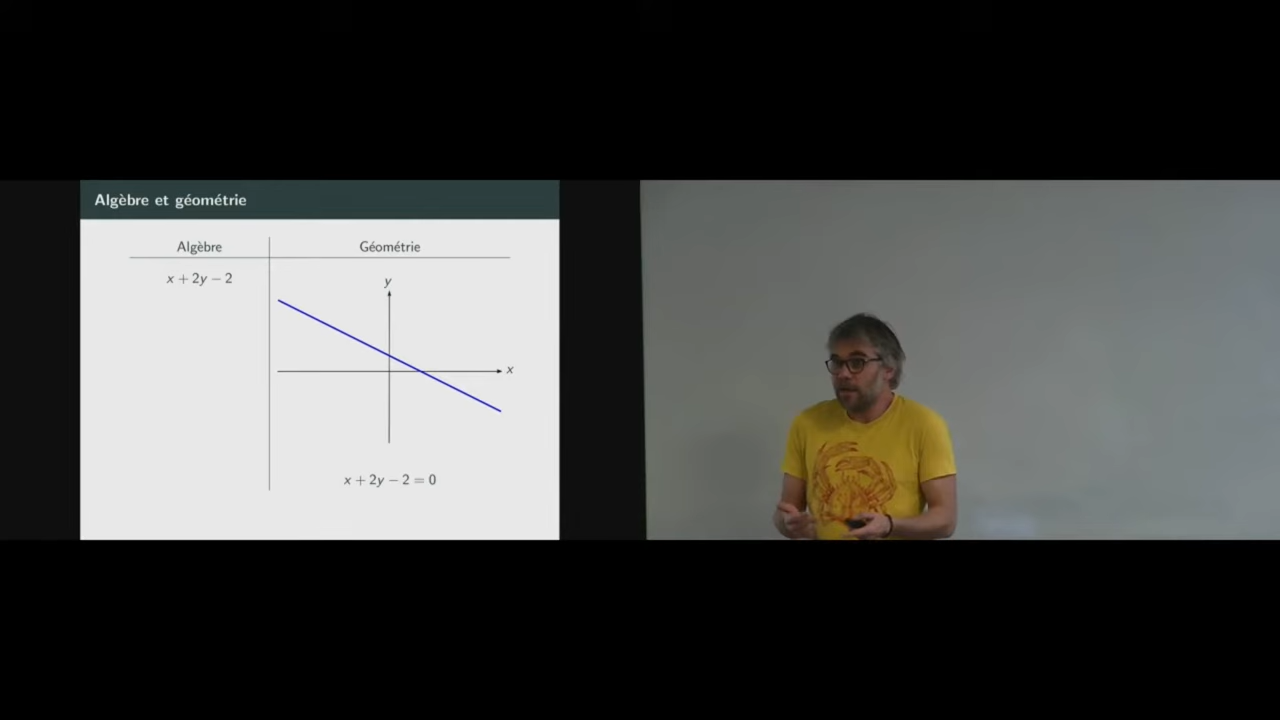 Algèbre et géométrie
Algèbre
Géométrie
x + 2y − 2
y
x
x + 2y − 2 = 0